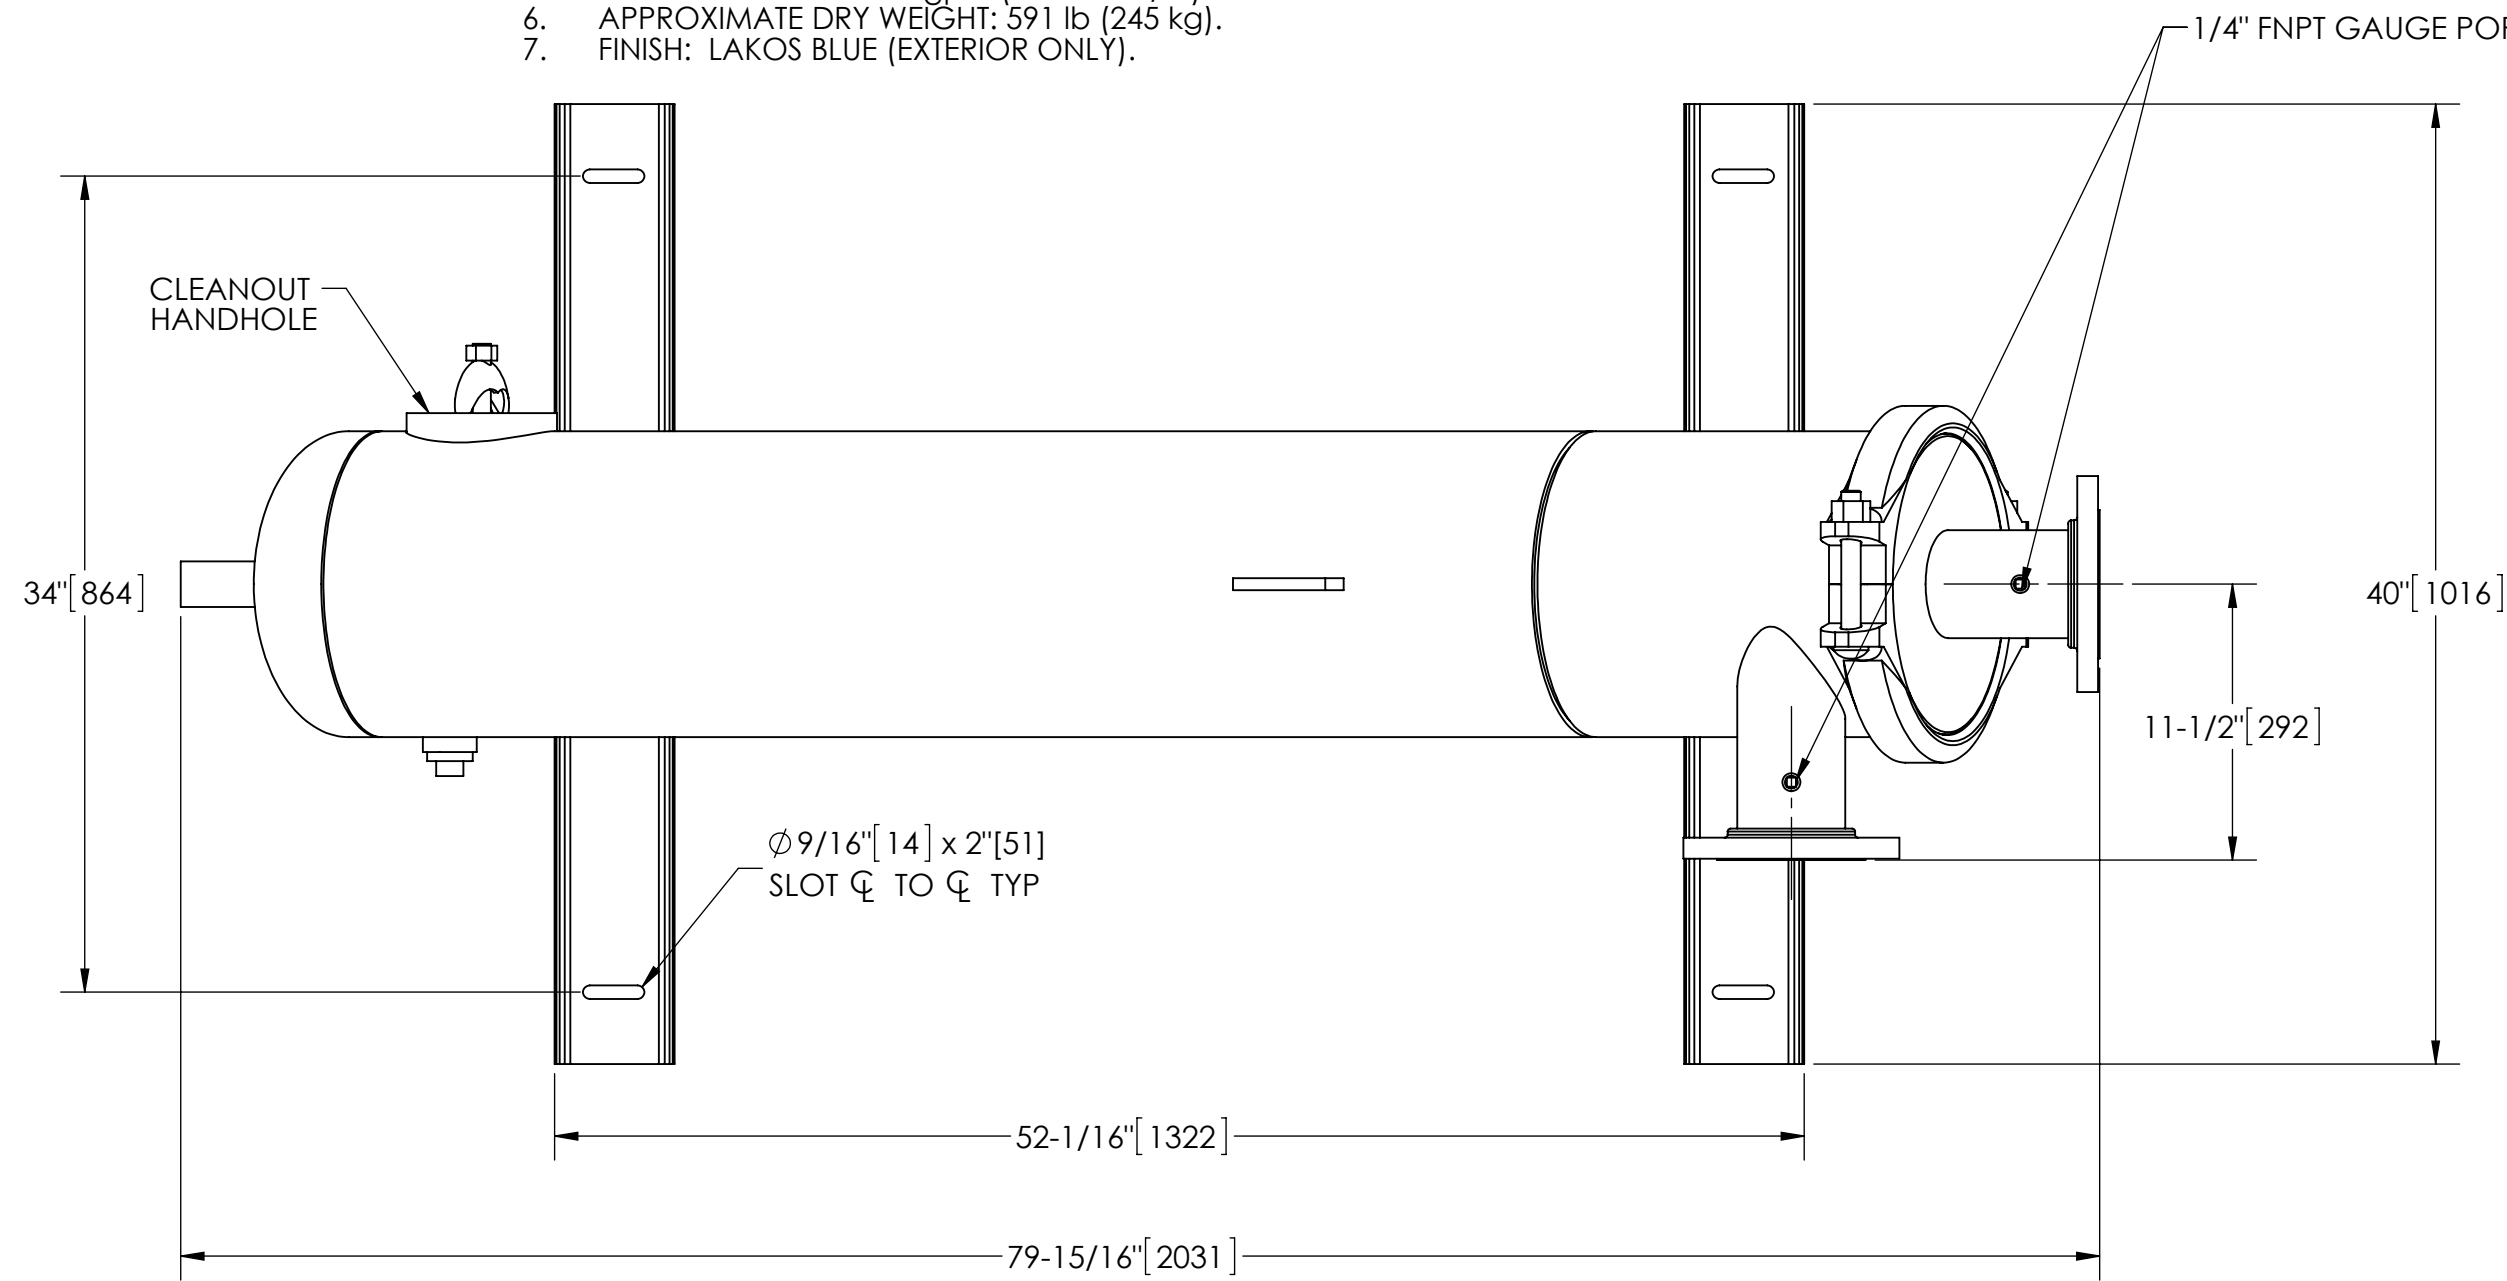 6. APPROXIMATE DRY WEIGHT: 591 lb (245 kg).
7. FINISH: LAKOS BLUE (EXTERIOR ONLY).
1/4" FNPT GAUGE
CLEANOUT
HANDHOLE
34"[864]
40"[1016]
11-1/2"[292]
⌀9/16"[14] x 2"[51]
SLOT ℄ TO ℄ TYP
52-1/16"[1322]
79-15/16"[2031]